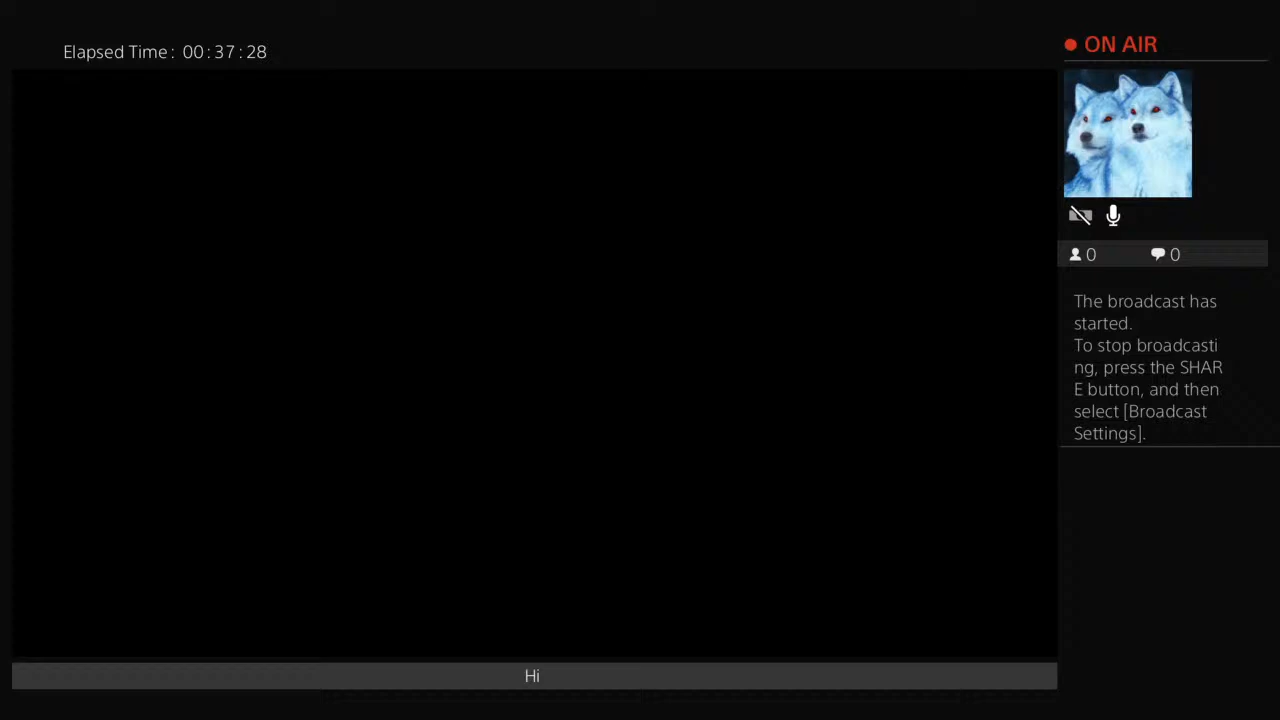 Elapsed Time: 00:37:28
ON AIR
0 0
The broadcast has
started.
To stop broadcasti
ng, press the SHAR
E button, and then
select [Broadcast
Settings].
Hi